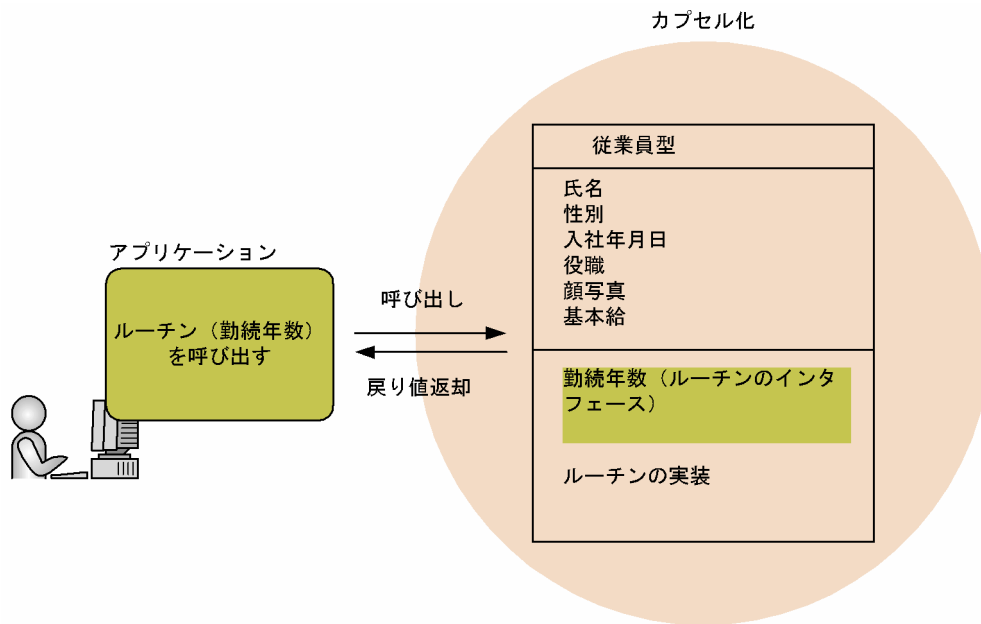 カプセル化
従業員型
氏名
性別
入社年月日
役職
顔写真
基本給
アプリケーション
ルーチン（勤続年数）
を呼び出す
呼び出し
戻り値返却
勤続年数（ルーチンのインタ
フェース）
ルーチンの実装